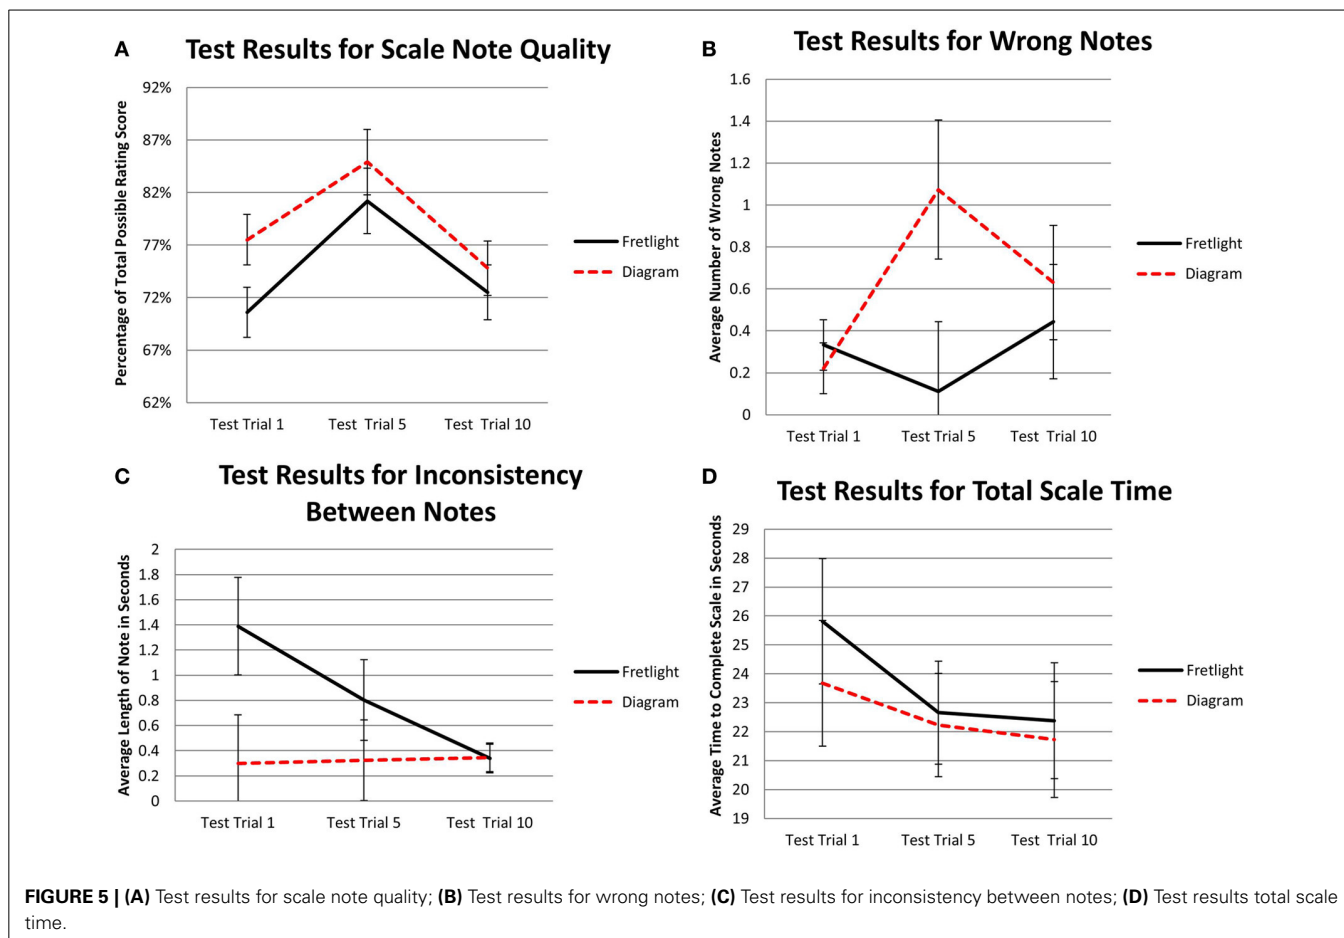 A
Test Results for Scale Note Quality
Percentage of Total Possible Rating Score
92%
87%
82%
77%
72%
67%
62%
Test Trial 1
Test Trial 5
Test Trial 10
Fretlight
Diagram
B
Test Results for Wrong Notes
Average Number of Wrong Notes
1.6
1.4
1.2
1
0.8
0.6
0.4
0.2
0
Test Trial 1
Test Trial 5
Test Trial 10
Fretlight
Diagram
C
Test Results for Inconsistency
Between Notes
Average Length of Note in Seconds
2
1.8
1.6
1.4
1.2
1
0.8
0.6
0.4
0.2
0
Test Trial 1
Test Trial 5
Test Trial 10
Fretlight
Diagram
D
Test Results for Total Scale Time
Average Time to Complete Scale in Seconds
29
28
27
26
25
24
23
22
21
20
19
Test Trial 1
Test Trial 5
Test Trial 10
Fretlight
Diagram
FIGURE 5 | (A) Test results for scale note quality; (B) Test results for wrong notes; (C) Test results for inconsistency between notes; (D) Test results total scale
time.